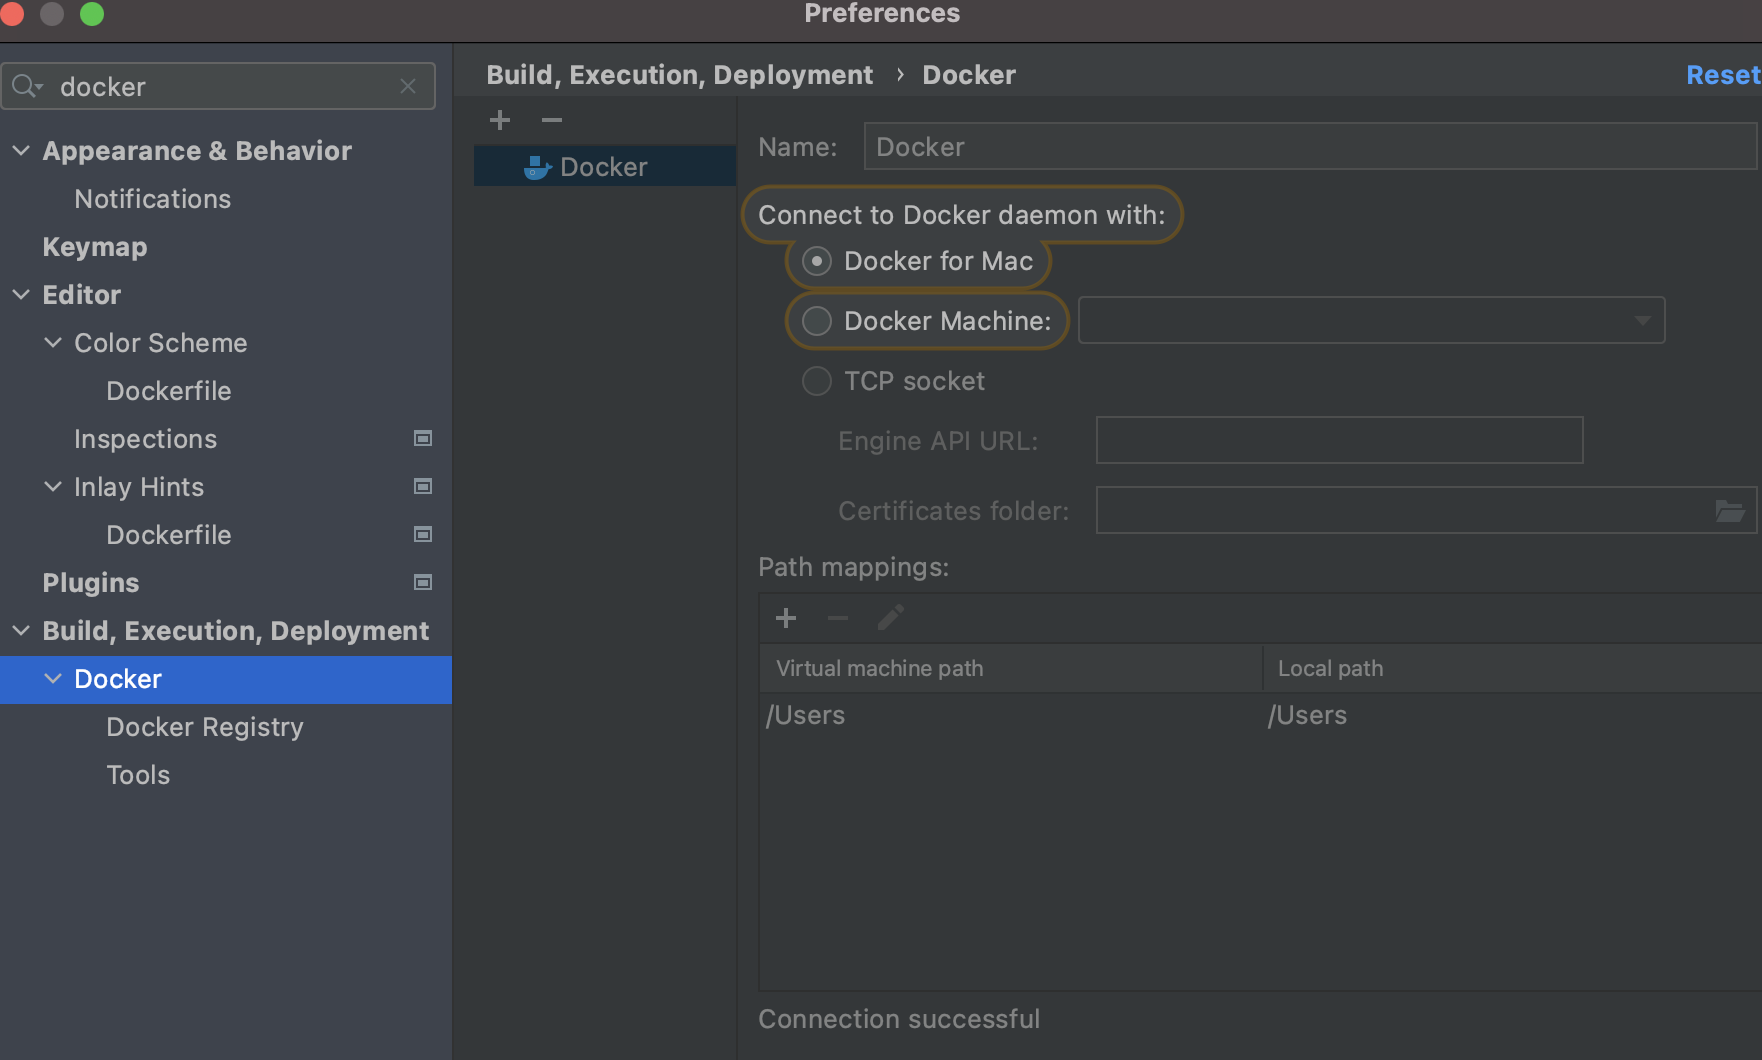 Preferences
docker
Appearance & Behavior
Notifications
Keymap
Editor
Color Scheme
Dockerfile
Inspections
Inlay Hints
Dockerfile
Plugins
Build, Execution, Deployment
Docker
Docker Registry
Tools
Build, Execution, Deployment › Docker
Reset
Docker
Name: Docker
Connect to Docker daemon with:
Docker for Mac
Docker Machine:
TCP socket
Engine API URL:
Certificates folder:
Path mappings:
Virtual machine path Local path
/Users /Users
Connection successful